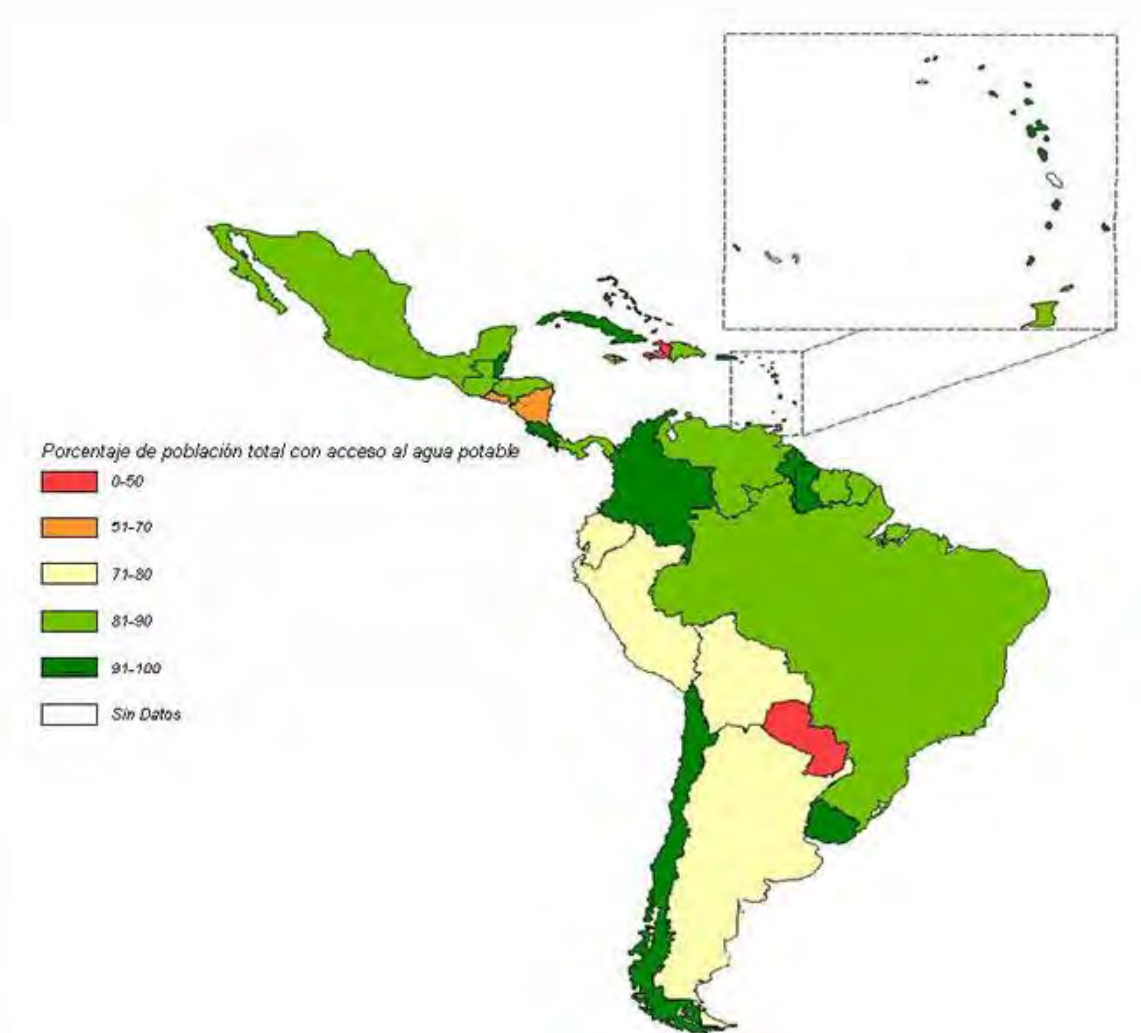 Porcentaje de población total con acceso al agua potable
0-50
51-70
71-80
81-90
91-100
Sin Datos